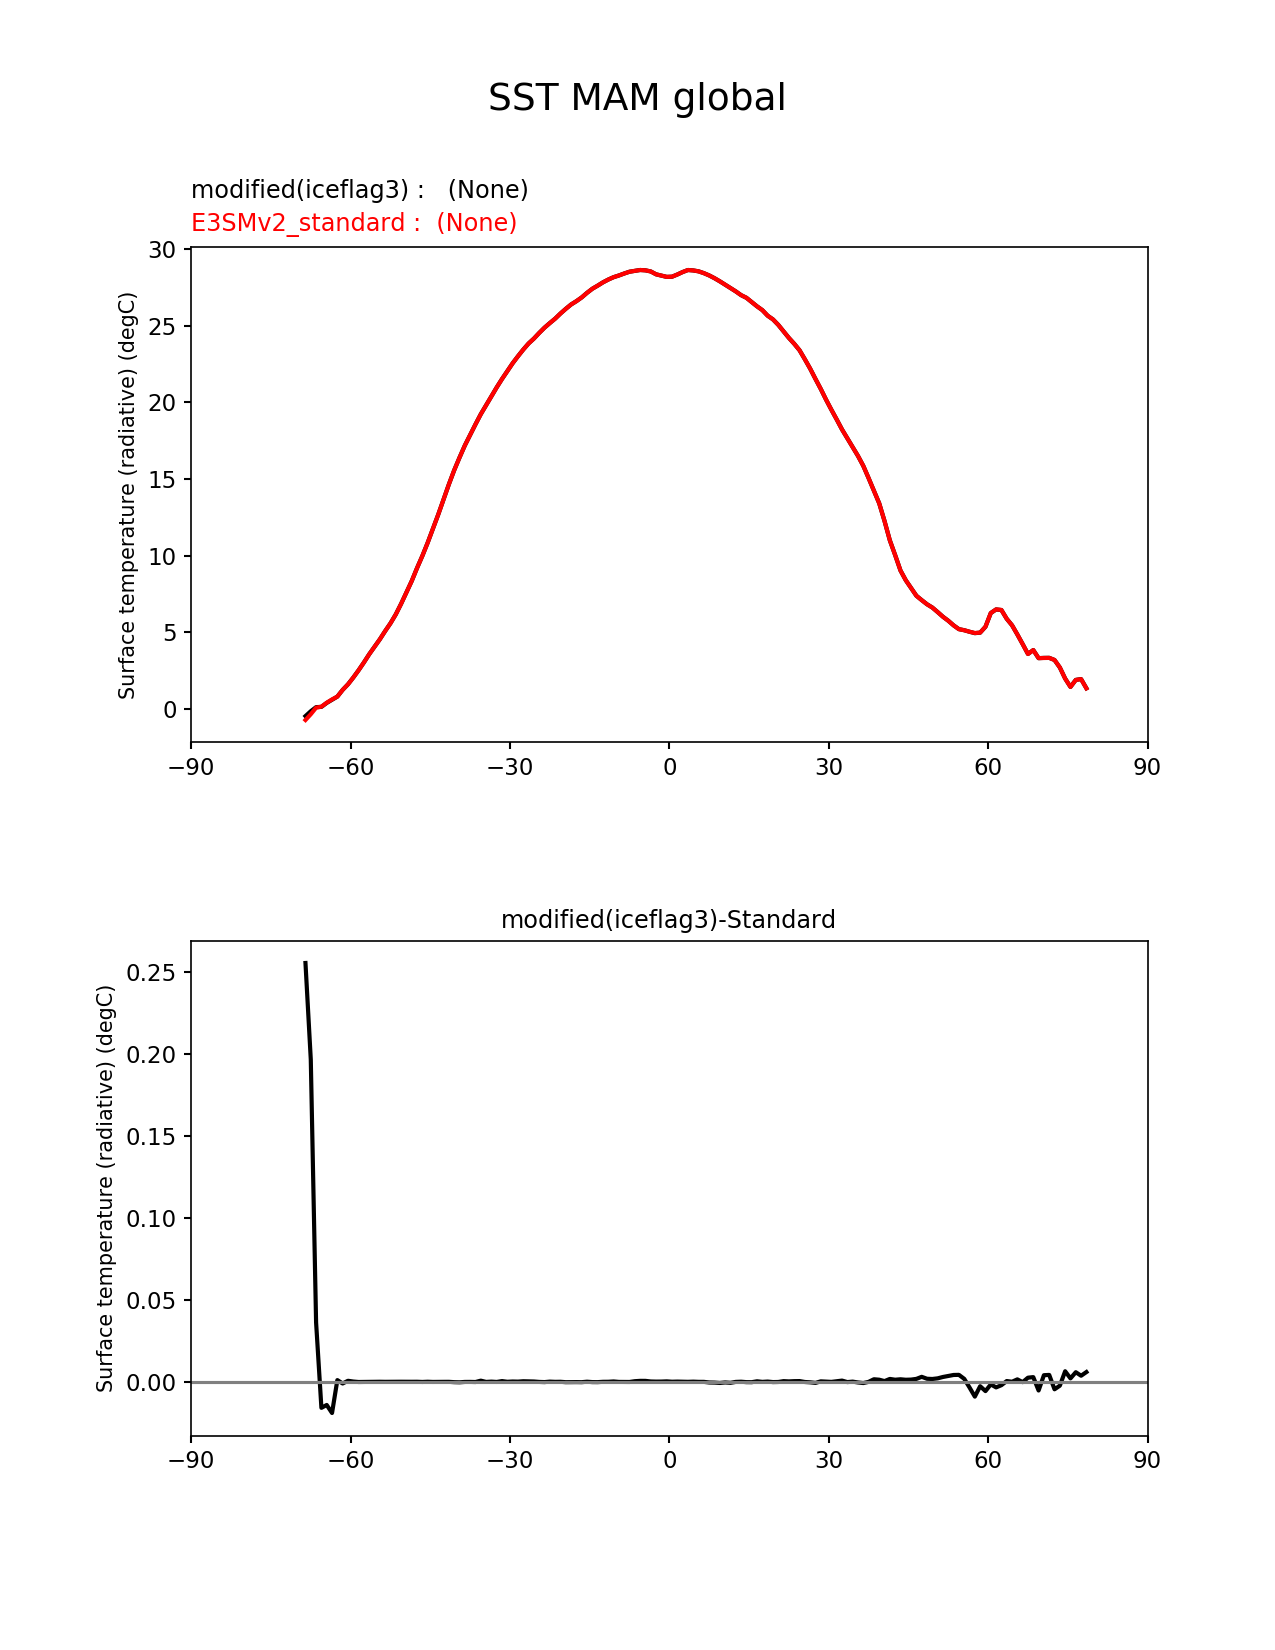 SST MAM global
modified(iceflag3) :   (None)
E3SMv2_standard :  (None)
Surface temperature (radiative) (degC)
30
25
20
15
10
5
0
−90 −60 −30 0 30 60 90
modified(iceflag3)-Standard
Surface temperature (radiative) (degC)
0.25
0.20
0.15
0.10
0.05
0.00
−90 −60 −30 0 30 60 90